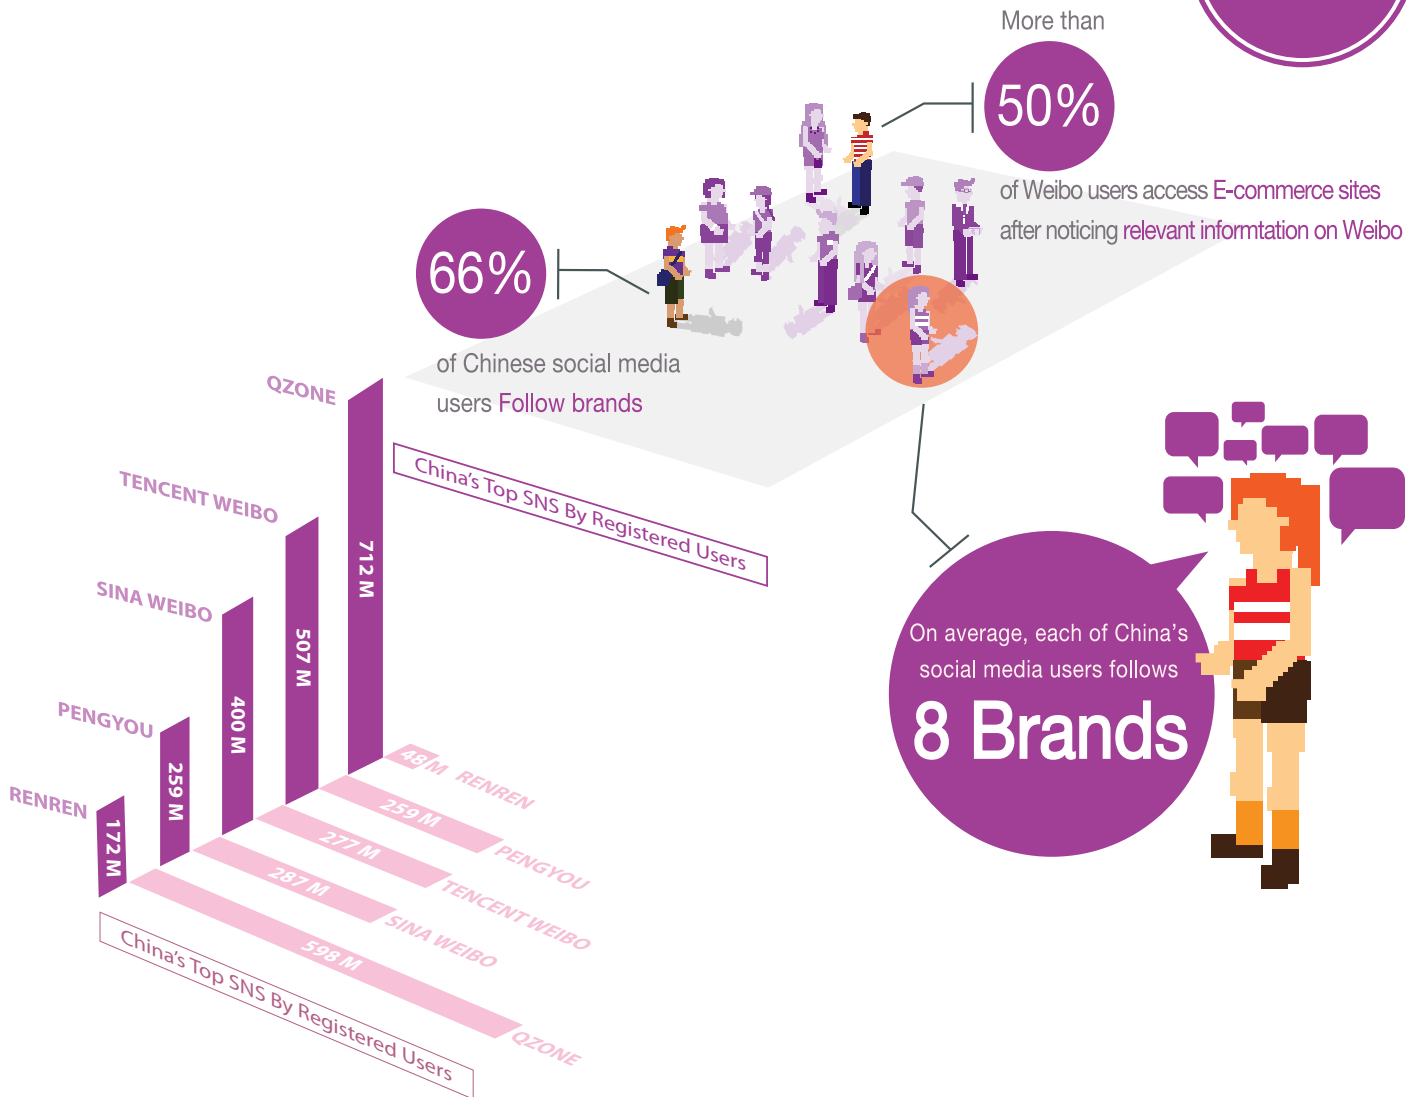 More than
50%
of Weibo users access E-commerce sites
after noticing relevant informtation on Weibo
66%
of Chinese social media
users Follow brands
China's Top SNS By Registered Users
QZONE
712 M
TENCENT WEIBO
507 M
SINA WEIBO
400 M
PENGYOU
259 M
RENREN
172 M
48 M RENREN
259 M PENGYOU
277 M TENCENT WEIBO
287 M SINA WEIBO
598 M QZONE
China's Top SNS By Registered Users
On average, each of China's
social media users follows
8 Brands